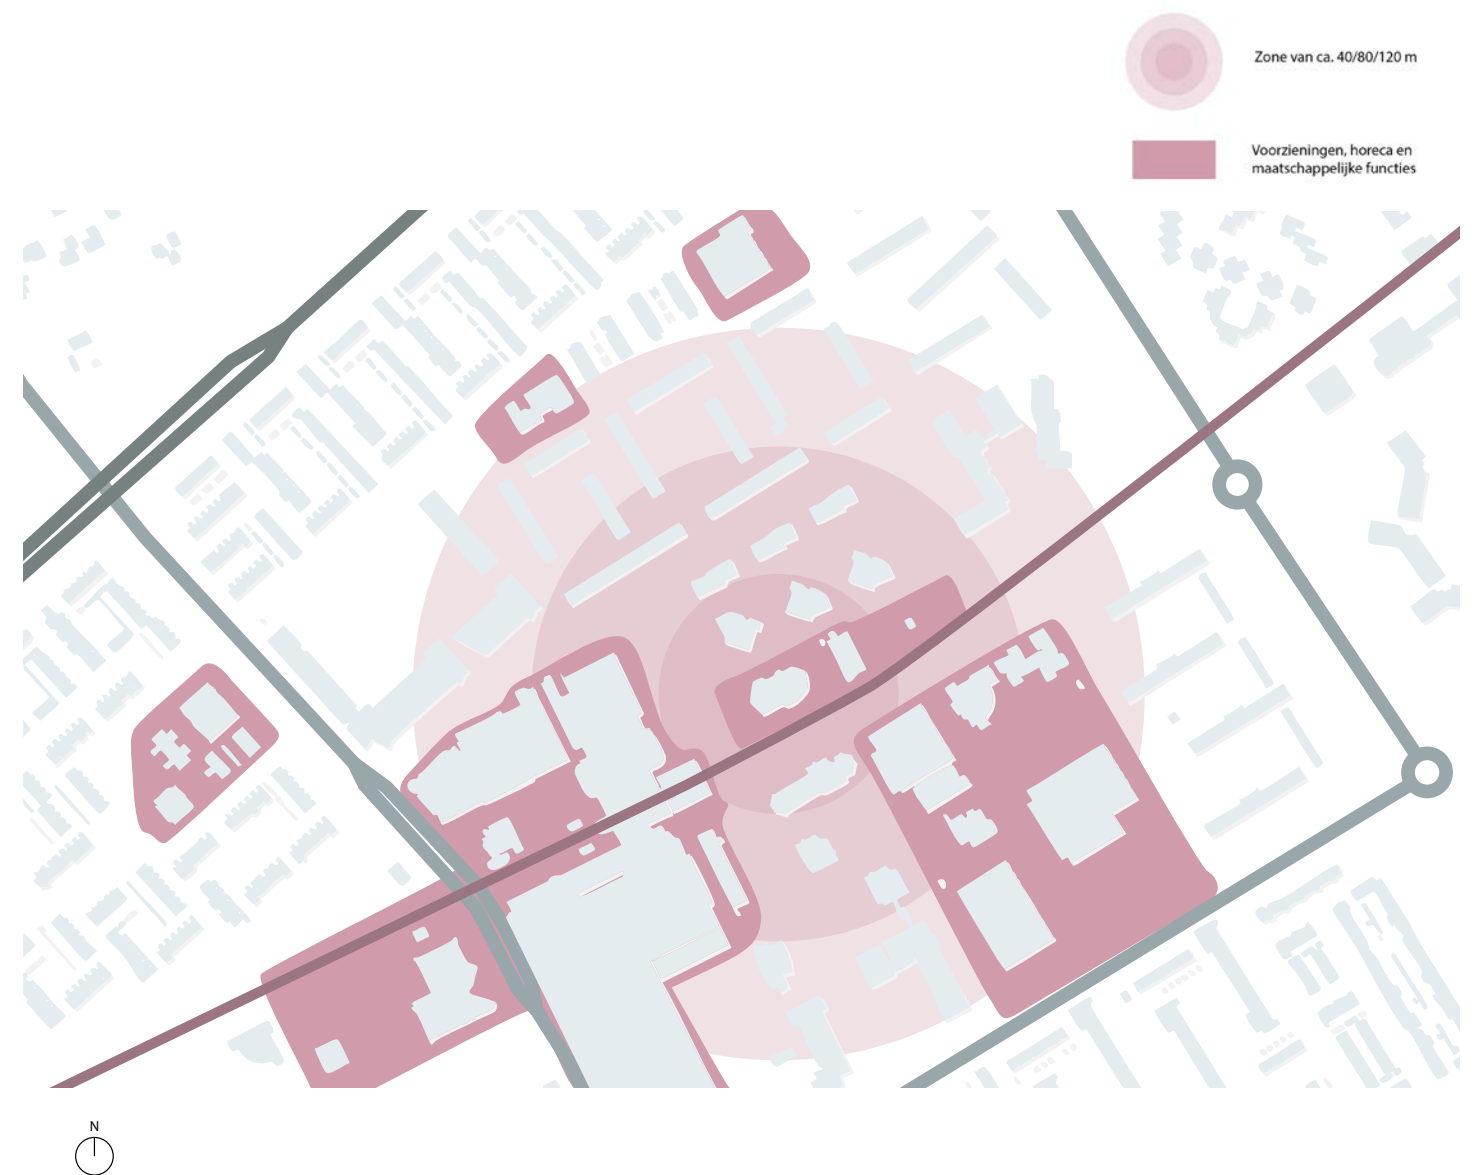 Zone van ca. 40/80/120 m
Voorzieningen, horeca en
maatschappelijke functies
N